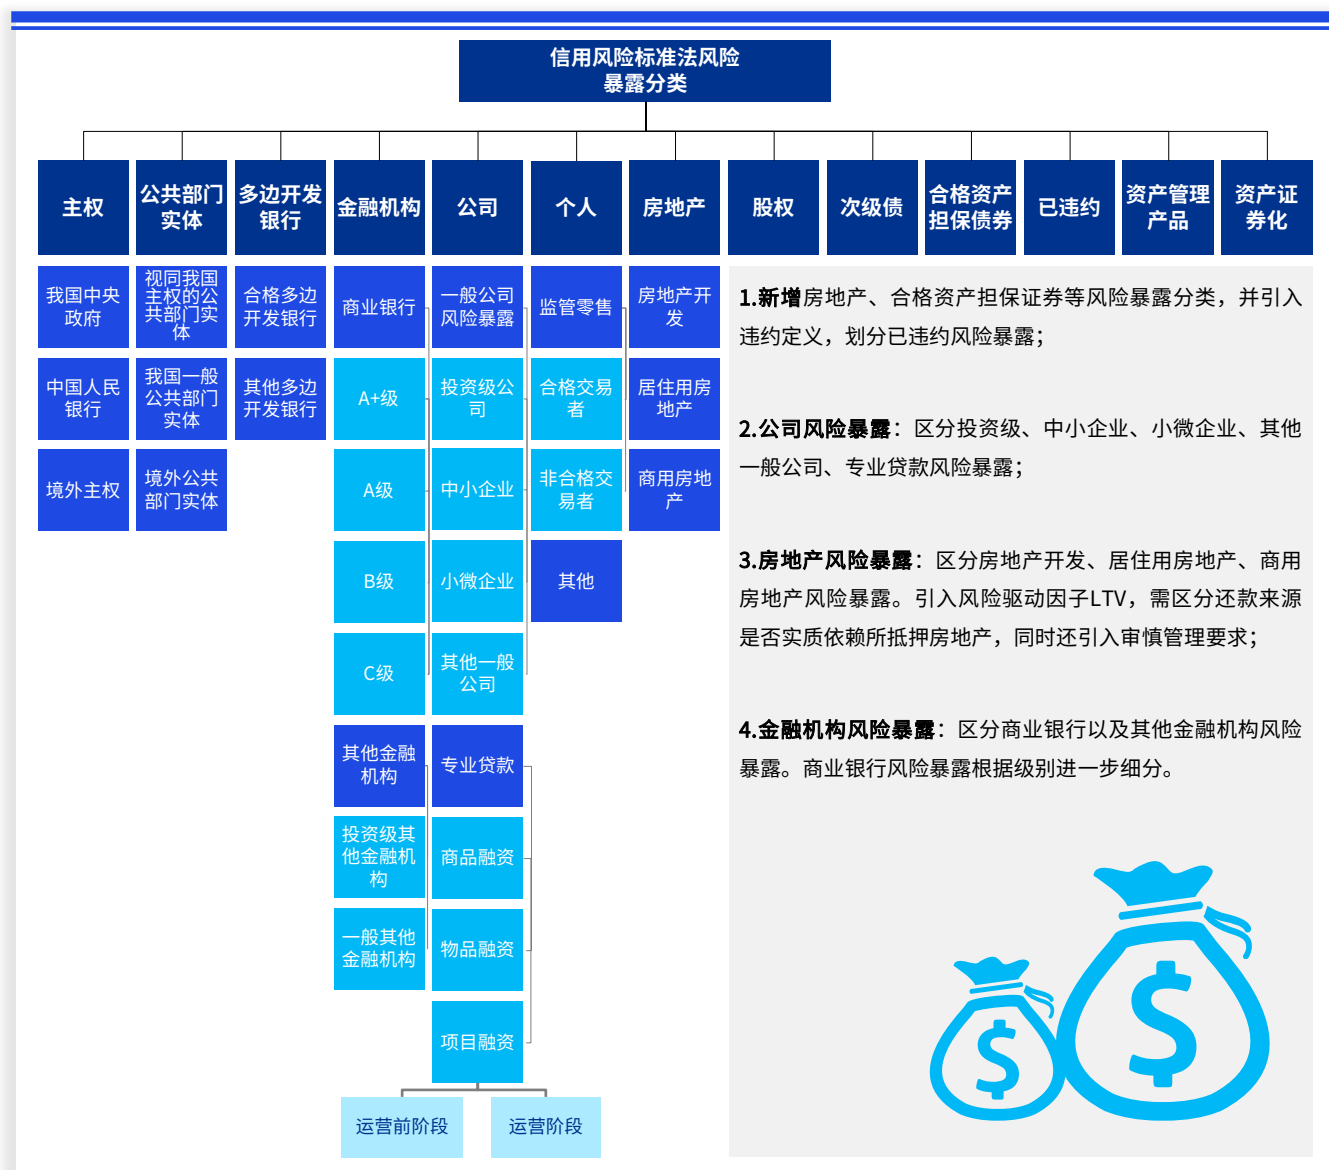 信用风险标准法风险
暴露分类
主权
公共部门
实体
多边开发
银行
金融机构
公司
个人
房地产
股权
次级债
合格资产
担保债券
已违约
资产管理
产品
资产证
券化
我国中央
政府
中国人民
银行
境外主权
视同我国
主权的公
共部门实
体
我国一般
公共部门
实体
境外公共
部门实体
合格多边
开发银行
其他多边
开发银行
商业银行
A+级
A级
B级
C级
其他金融
机构
投资级其
他金融机
构
一般其他
金融机构
一般公司
风险暴露
投资级公
司
中小企业
小微企业
其他一般
公司
专业贷款
商品融资
物品融资
项目融资
运营前阶段
运营阶段
监管零售
合格交易
者
非合格交
易者
其他
房地产开
发
居住用房
地产
商用房地
产
1.新增房地产、合格资产担保证券等风险暴露分类，并引入
违约定义，划分已违约风险暴露；
2.公司风险暴露：区分投资级、中小企业、小微企业、其他
一般公司、专业贷款风险暴露；
3.房地产风险暴露：区分房地产开发、居住用房地产、商用
房地产风险暴露。引入风险驱动因子LTV，需区分还款来源
是否实质依赖所抵押房地产，同时还引入审慎管理要求；
4.金融机构风险暴露：区分商业银行以及其他金融机构风险
暴露。商业银行风险暴露根据级别进一步细分。
$
$